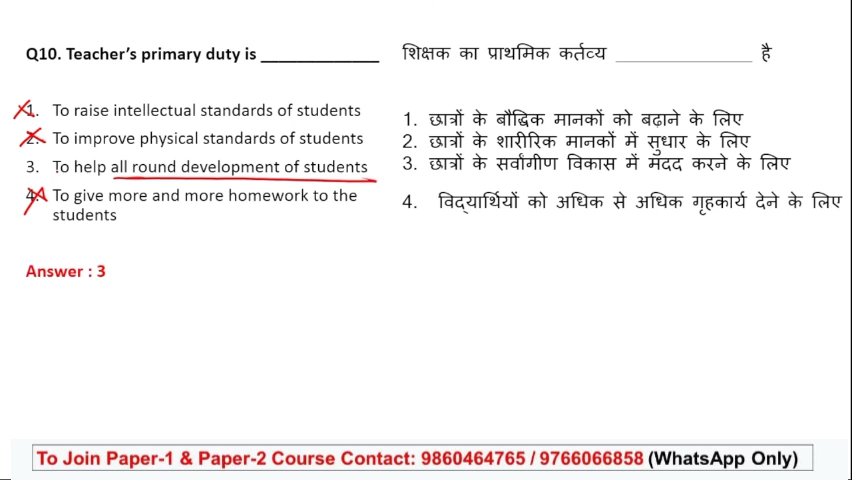 Q10. Teacher's primary duty is ______________
1. To raise intellectual standards of students
2. To improve physical standards of students
3. To help all round development of students
4. To give more and more homework to the
students
Answer : 3
शिक्षक का प्राथमिक कर्तव्य ______________ है
1. छात्रों के बौद्धिक मानकों को बढ़ाने के लिए
2. छात्रों के शारीरिक मानकों में सुधार के लिए
3. छात्रों के सर्वांगीण विकास में मदद करने के लिए
4. विद्यार्थियों को अधिक से अधिक गृहकार्य देने के लिए
To Join Paper-1 & Paper-2 Course Contact: 9860464765 / 9766066858 (WhatsApp Only)